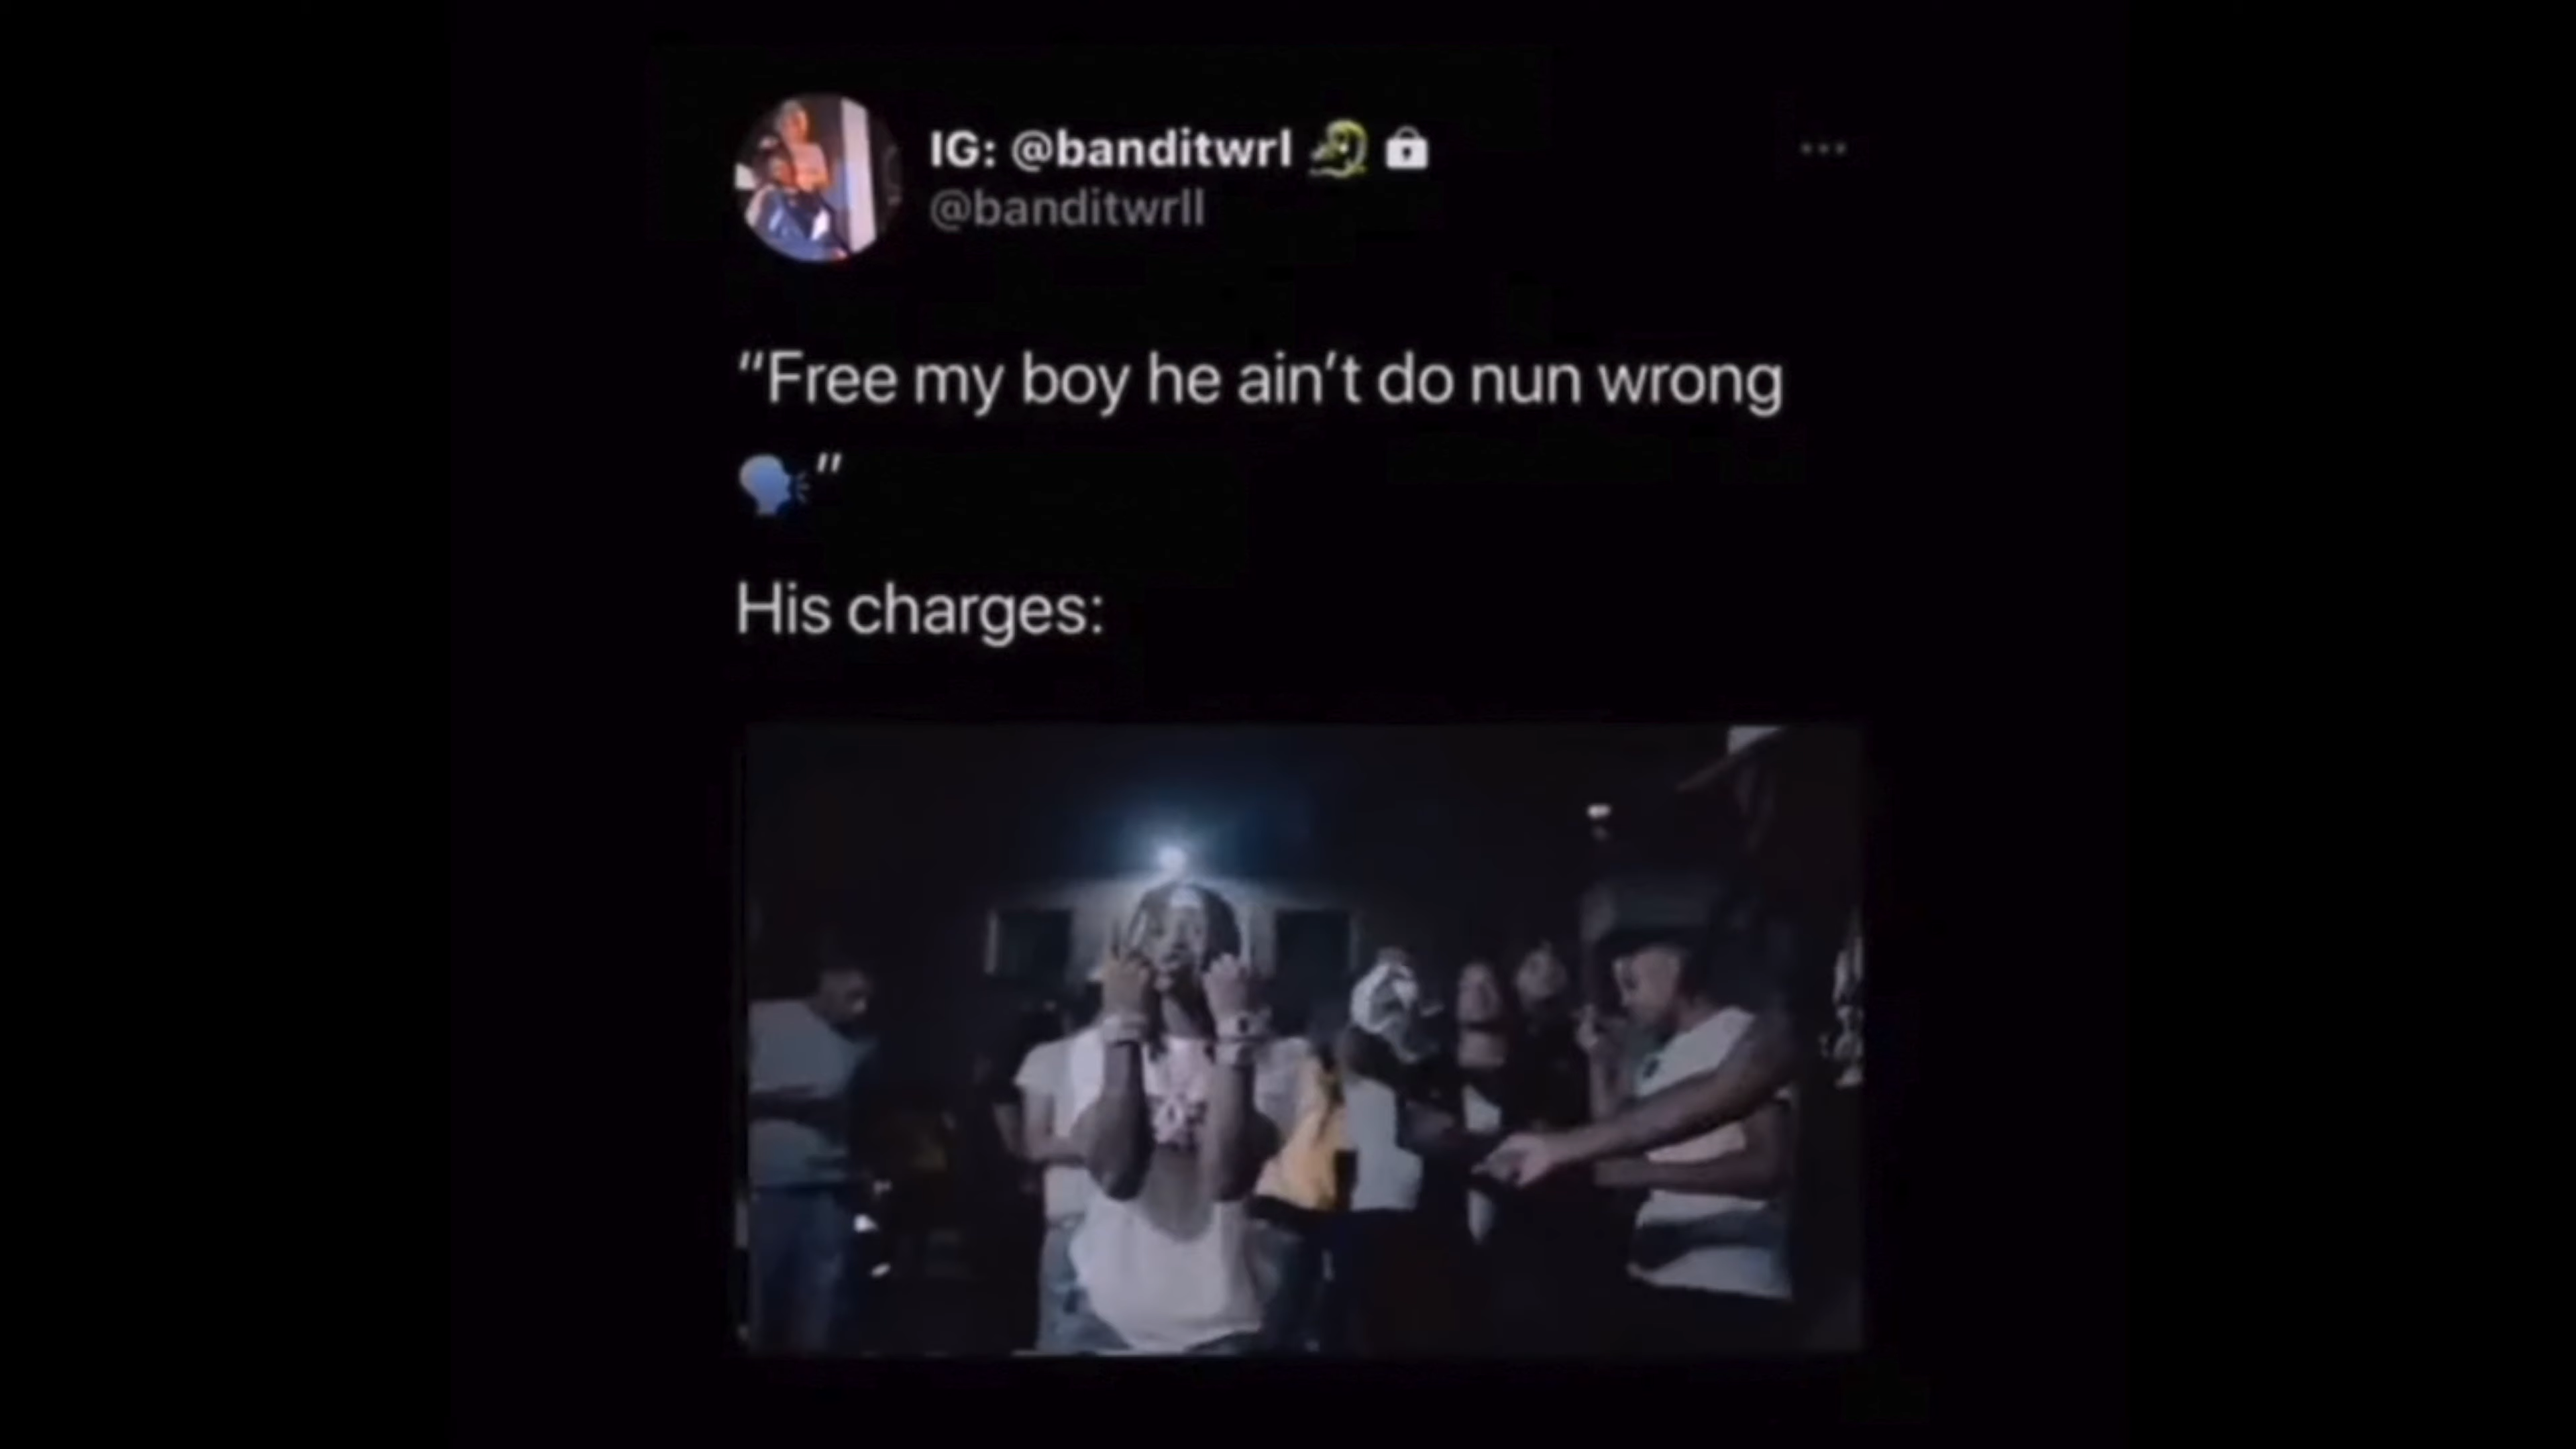 IG: @banditwrl
@banditwrll
“Free my boy he ain’t do nun wrong
🗣️”
His charges: